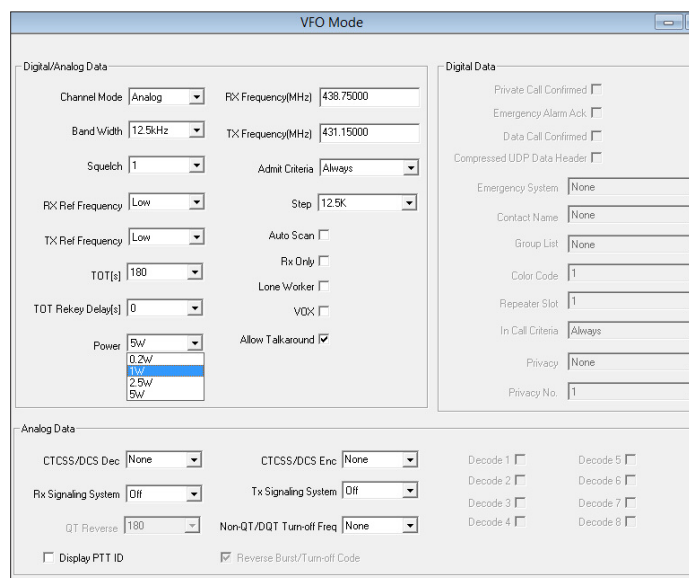 VFO Mode
Digital/Analog Data
Channel Mode Analog
Band Width 12.5kHz
Squelch 1
RX Ref Frequency Low
TX Ref Frequency Low
TOT[s] 180
TOT Rekey Delay[s] 0
Power 5W
0.2W
1W
2.5W
5W
RX Frequency(MHz) 438.75000
TX Frequency(MHz) 431.15000
Admit Criteria Always
Step 12.5K
Auto Scan
Rx Only
Lone Worker
VOX
Allow Talkaround
Digital Data
Private Call Confirmed
Emergency Alarm Ack
Data Call Confirmed
Compressed UDP Data Header
Emergency System None
Contact Name None
Group List None
Color Code 1
Repeater Slot 1
In Call Criteria Always
Privacy None
Privacy No. 1
Analog Data
CTCSS/DCS Dec None
Rx Signaling System Off
QT Reverse 180
Display PTT ID
CTCSS/DCS Enc None
Tx Signaling System Off
Non-QT/DQT Turn-off Freq None
Reverse Burst/Turn-off Code
Decode 1
Decode 2
Decode 3
Decode 4
Decode 5
Decode 6
Decode 7
Decode 8